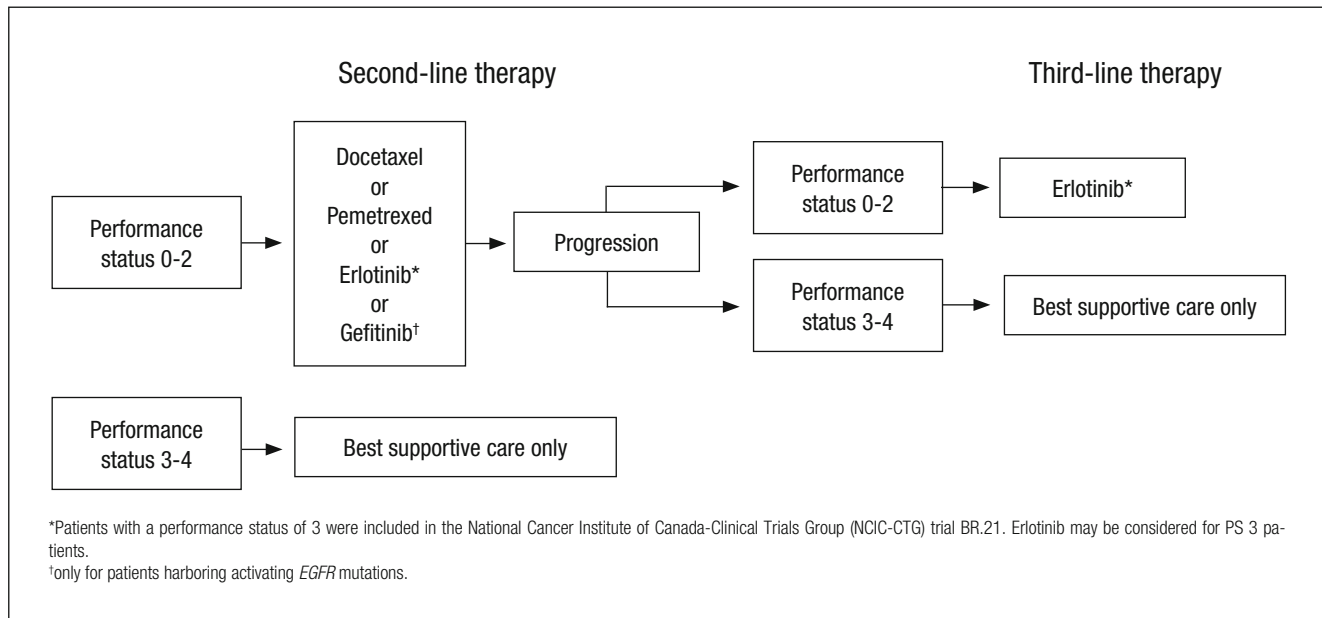 Second-line therapy
Third-line therapy
Performance
status 0-2
Docetaxel
or
Pemetrexed
or
Erlotinib*
or
Gefitinib†
Progression
Performance
status 0-2
Erlotinib*
Performance
status 3-4
Best supportive care only
Performance
status 3-4
Best supportive care only
*Patients with a performance status of 3 were included in the National Cancer Institute of Canada-Clinical Trials Group (NCIC-CTG) trial BR.21. Erlotinib may be considered for PS 3 pa-
tients.
†only for patients harboring activating EGFR mutations.